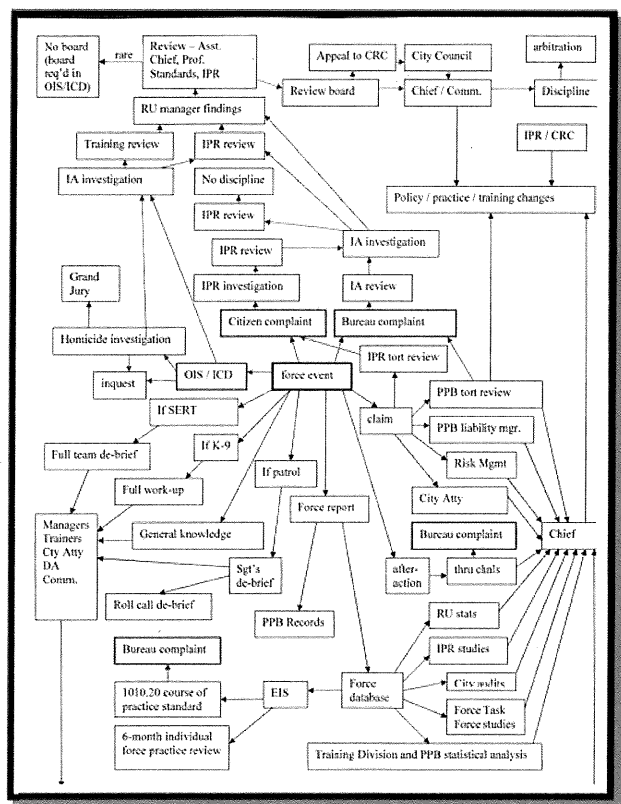 No board
(board
req'd in
OIS/ICD)
rare
Review – Asst.
Chief, Prof.
Standards, IPR
Appeal to CRC
City Council
arbitration
Review board
Chief / Comm.
Discipline
RU manager findings
IPR / CRC
Training review
IPR review
IA investigation
No discipline
Policy / practice / training changes
IPR review
IPR review
IA investigation
Grand
Jury
IPR investigation
IA review
Citizen complaint
Bureau complaint
Homicide investigation
IPR tort review
inquest
OIS / ICD
force event
PPB tort review
If SERT
claim
PPB liability mgr.
If K-9
Full team de-brief
If patrol
Risk Mgmt
Full work-up
City Atty
Force report
Managers
Trainers
Cty Atty
DA
Comm.
General knowledge
Bureau complaint
Chief
Sgt's
de-brief
after-
action
thru chnls
Roll call de-brief
PPB Records
RU stats
Bureau complaint
IPR studies
1010.20 course of
practice standard
EIS
Force
database
City audits
Force Task
Force studies
6-month individual
force practice review
Training Division and PPB statistical analysis